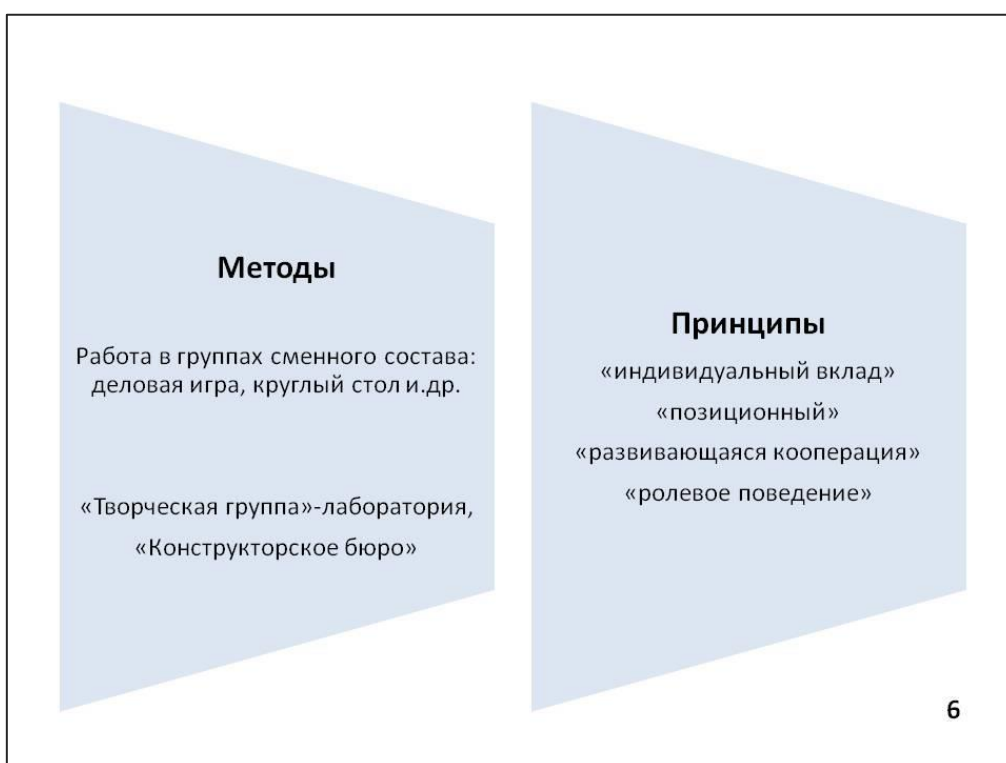 Методы
Работа в группах сменного состава:
деловая игра, круглый стол и.др.
«Творческая группа»-лаборатория,
«Конструкторское бюро»
Принципы
«индивидуальный вклад»
«позиционный»
«развивающаяся кооперация»
«ролевое поведение»
6